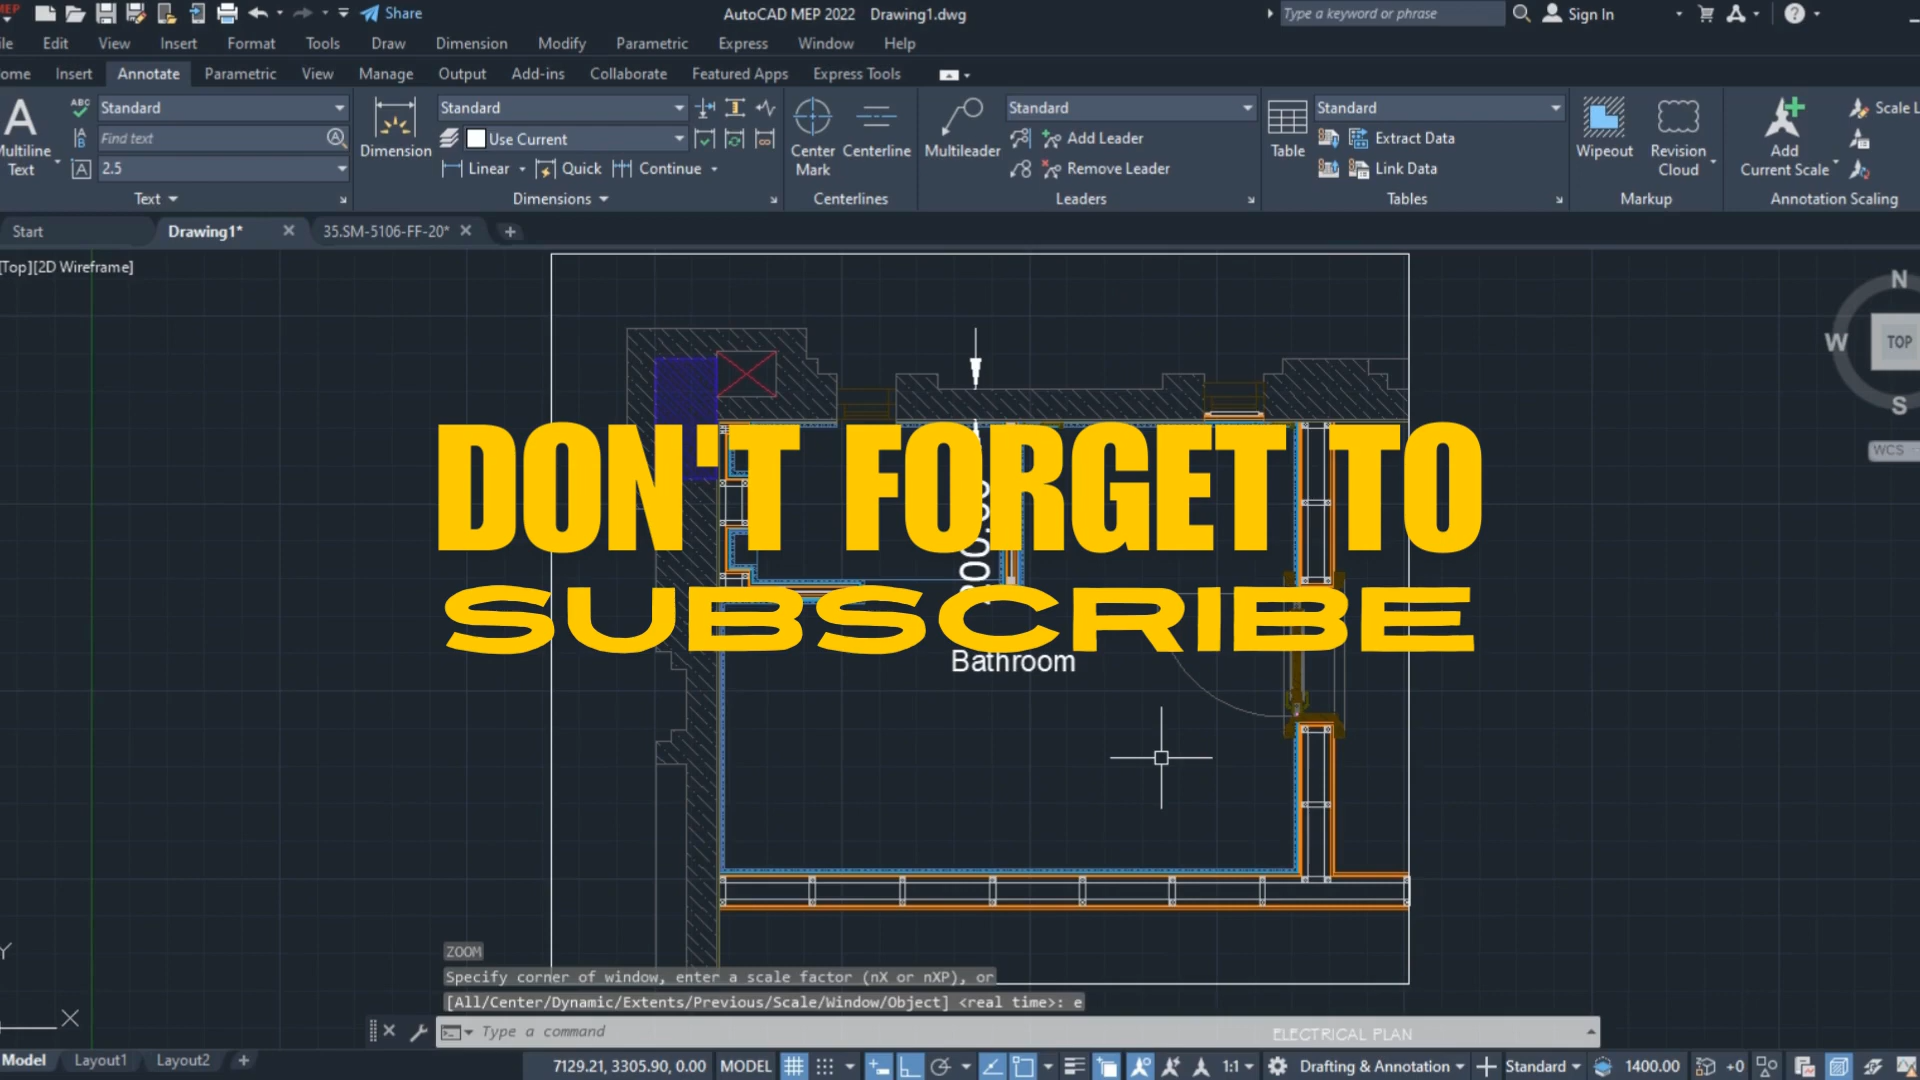 Share
AutoCAD MEP 2022 Drawing1.dwg
Type a keyword or phrase
Sign In
Edit View Insert Format Tools Draw Dimension Modify Parametric Express Window Help
Insert Annotate Parametric View Manage Output Add-ins Collaborate Featured Apps Express Tools
Standard
Find text
2.5
Text
Dimension
Standard
Use Current
Linear Quick Continue
Dimensions
Center
Mark
Centerline
Centerlines
Multileader
Standard
Add Leader
Remove Leader
Leaders
Table
Standard
Extract Data
Link Data
Tables
Wipeout
Revision
Cloud
Markup
Add
Current Scale
Annotation Scaling
Start Drawing1* 35.SM-5106-FF-20*
[Top][2D Wireframe]
N
W TOP
S
WCS
DON'T FORGET TO
SUBSCRIBE
Bathroom
ZOOM
Specify corner of window, enter a scale factor (nX or nXP), or
[All/Center/Dynamic/Extents/Previous/Scale/Window/Object] <real time>: e
Type a command
ELECTRICAL PLAN
Y
X
Model Layout1 Layout2
7129.21, 3305.90, 0.00 MODEL 1:1 Drafting & Annotation Standard 1400.00 +0